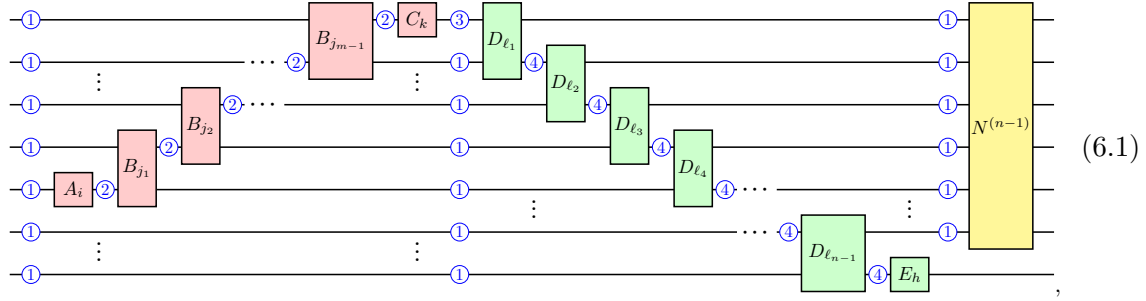 1 B_{j_{m-1}} 2 C_k 3 D_{ℓ_1} 1 N^{(n-1)}
1 ⋯ 2 ⋮ 1 4 D_{ℓ_2} 1
⋮
1 B_{j_2} 2 ⋯ 1 4 D_{ℓ_3} 1
1 B_{j_1} 2 1 4 D_{ℓ_4} 1 (6.1)
1 A_i 2 1 4 ⋯ 1
⋮ ⋮
1 ⋮ ⋮ 1 ⋯ 4 D_{ℓ_{n-1}} 1
1 1 4 E_h ,